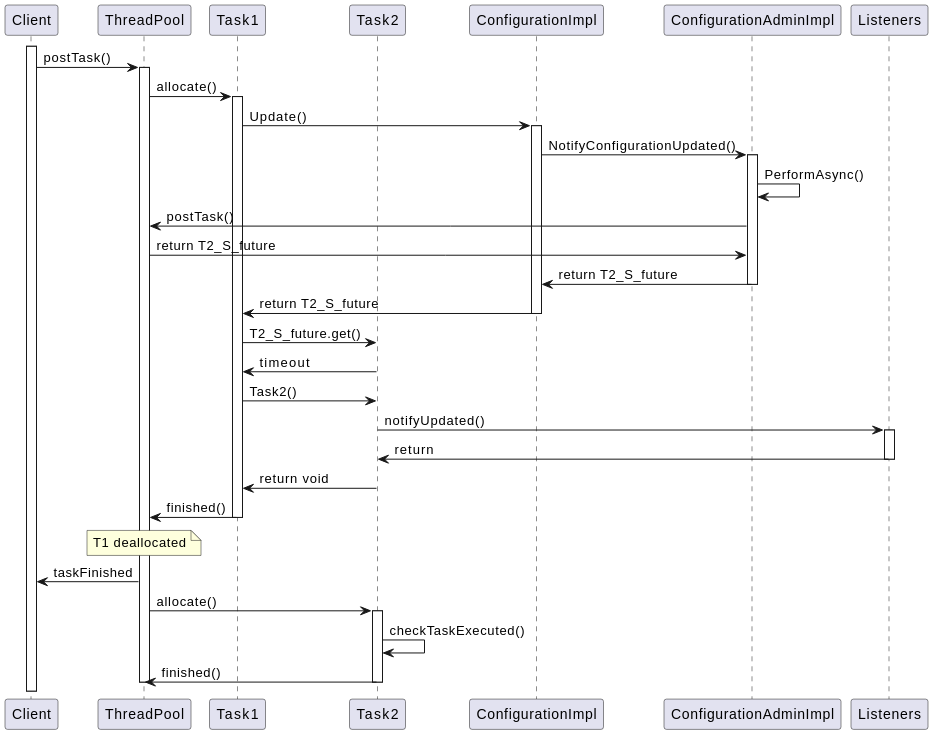 Client ThreadPool Task1 Task2 ConfigurationImpl ConfigurationAdminImpl Listeners
postTask()
allocate()
Update()
NotifyConfigurationUpdated()
PerformAsync()
postTask()
return T2_S_future
return T2_S_future
return T2_S_future
T2_S_future.get()
timeout
Task2()
notifyUpdated()
return
return void
finished()
T1 deallocated
taskFinished
allocate()
checkTaskExecuted()
finished()
Client ThreadPool Task1 Task2 ConfigurationImpl ConfigurationAdminImpl Listeners